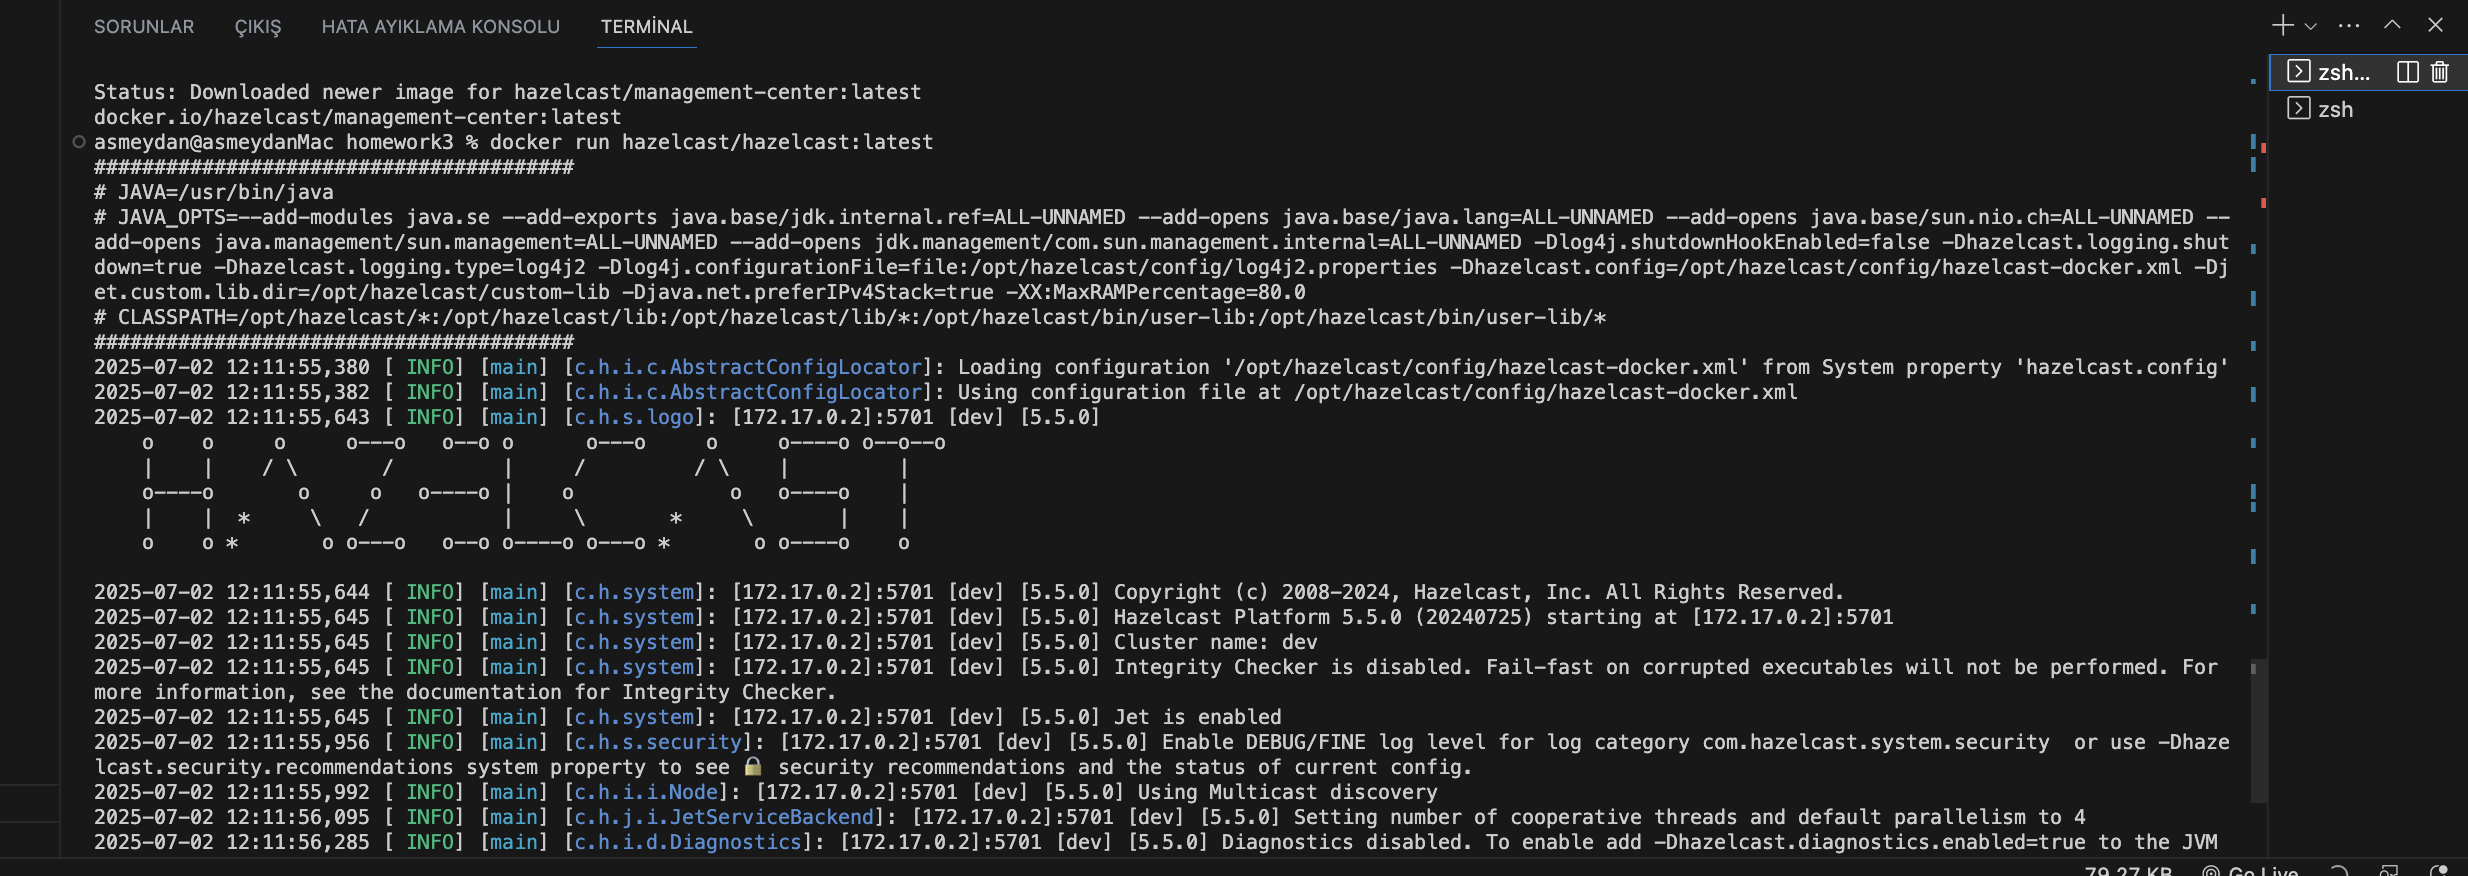 SORUNLAR ÇIKIŞ HATA AYIKLAMA KONSOLU TERMİNAL
zsh...
zsh
Status: Downloaded newer image for hazelcast/management-center:latest
docker.io/hazelcast/management-center:latest
asmeydan@asmeydanMac homework3 % docker run hazelcast/hazelcast:latest
########################################
# JAVA=/usr/bin/java
# JAVA_OPTS=--add-modules java.se --add-exports java.base/jdk.internal.ref=ALL-UNNAMED --add-opens java.base/java.lang=ALL-UNNAMED --add-opens java.base/sun.nio.ch=ALL-UNNAMED --
add-opens java.management/sun.management=ALL-UNNAMED --add-opens jdk.management/com.sun.management.internal=ALL-UNNAMED -Dlog4j.shutdownHookEnabled=false -Dhazelcast.logging.shut
down=true -Dhazelcast.logging.type=log4j2 -Dlog4j.configurationFile=file:/opt/hazelcast/config/log4j2.properties -Dhazelcast.config=/opt/hazelcast/config/hazelcast-docker.xml -Dj
et.custom.lib.dir=/opt/hazelcast/custom-lib -Djava.net.preferIPv4Stack=true -XX:MaxRAMPercentage=80.0
# CLASSPATH=/opt/hazelcast/*:/opt/hazelcast/lib:/opt/hazelcast/lib/*:/opt/hazelcast/bin/user-lib:/opt/hazelcast/bin/user-lib/*
########################################
2025-07-02 12:11:55,380 [ INFO] [main] [c.h.i.c.AbstractConfigLocator]: Loading configuration '/opt/hazelcast/config/hazelcast-docker.xml' from System property 'hazelcast.config'
2025-07-02 12:11:55,382 [ INFO] [main] [c.h.i.c.AbstractConfigLocator]: Using configuration file at /opt/hazelcast/config/hazelcast-docker.xml
2025-07-02 12:11:55,643 [ INFO] [main] [c.h.s.logo]: [172.17.0.2]:5701 [dev] [5.5.0]
    o    o     o     o---o   o--o o      o---o     o     o----o o--o--o
    |    |    / \       /         |     /         / \    |         |
    o----o       o     o   o----o |    o             o   o----o    |
    |    |  *     \   /           |     \       *     \       |    |
    o    o *       o o---o   o--o o----o o---o *       o o----o    o
2025-07-02 12:11:55,644 [ INFO] [main] [c.h.system]: [172.17.0.2]:5701 [dev] [5.5.0] Copyright (c) 2008-2024, Hazelcast, Inc. All Rights Reserved.
2025-07-02 12:11:55,645 [ INFO] [main] [c.h.system]: [172.17.0.2]:5701 [dev] [5.5.0] Hazelcast Platform 5.5.0 (20240725) starting at [172.17.0.2]:5701
2025-07-02 12:11:55,645 [ INFO] [main] [c.h.system]: [172.17.0.2]:5701 [dev] [5.5.0] Cluster name: dev
2025-07-02 12:11:55,645 [ INFO] [main] [c.h.system]: [172.17.0.2]:5701 [dev] [5.5.0] Integrity Checker is disabled. Fail-fast on corrupted executables will not be performed. For
more information, see the documentation for Integrity Checker.
2025-07-02 12:11:55,645 [ INFO] [main] [c.h.system]: [172.17.0.2]:5701 [dev] [5.5.0] Jet is enabled
2025-07-02 12:11:55,956 [ INFO] [main] [c.h.s.security]: [172.17.0.2]:5701 [dev] [5.5.0] Enable DEBUG/FINE log level for log category com.hazelcast.system.security  or use -Dhaze
lcast.security.recommendations system property to see 🔒 security recommendations and the status of current config.
2025-07-02 12:11:55,992 [ INFO] [main] [c.h.i.i.Node]: [172.17.0.2]:5701 [dev] [5.5.0] Using Multicast discovery
2025-07-02 12:11:56,095 [ INFO] [main] [c.h.j.i.JetServiceBackend]: [172.17.0.2]:5701 [dev] [5.5.0] Setting number of cooperative threads and default parallelism to 4
2025-07-02 12:11:56,285 [ INFO] [main] [c.h.i.d.Diagnostics]: [172.17.0.2]:5701 [dev] [5.5.0] Diagnostics disabled. To enable add -Dhazelcast.diagnostics.enabled=true to the JVM
79.27 KB Go Live